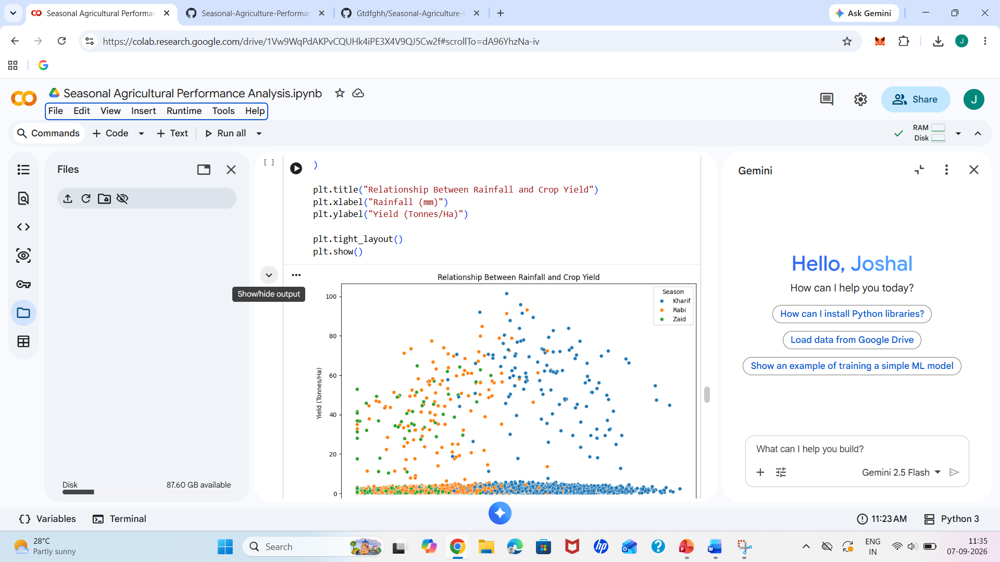 Seasonal Agricultural Performan
Seasonal-Agriculture-Performan
Gtdfghh/Seasonal-Agriculture-P
Ask Gemini
https://colab.research.google.com/drive/1Vw9WqPdAKPvCQUHk4iPE3X4V9QJ5Cw2f#scrollTo=dA96YhzNa-iv
J
Seasonal Agricultural Performance Analysis.ipynb
File Edit View Insert Runtime Tools Help
Share
J
Commands
+ Code
+ Text
Run all
RAM
Disk
Files
Disk
87.60 GB available
[ ]
)
plt.title("Relationship Between Rainfall and Crop Yield")
plt.xlabel("Rainfall (mm)")
plt.ylabel("Yield (Tonnes/Ha)")
plt.tight_layout()
plt.show()
Show/hide output
Relationship Between Rainfall and Crop Yield
Season
Kharif
Rabi
Zaid
100
80
60
40
20
0
Yield (Tonnes/Ha)
Gemini
Hello, Joshal
How can I help you today?
How can I install Python libraries?
Load data from Google Drive
Show an example of training a simple ML model
What can I help you build?
Gemini 2.5 Flash
{} Variables
Terminal
11:23 AM
Python 3
28°C
Partly sunny
Search
ENG
IN
11:35
07-09-2026